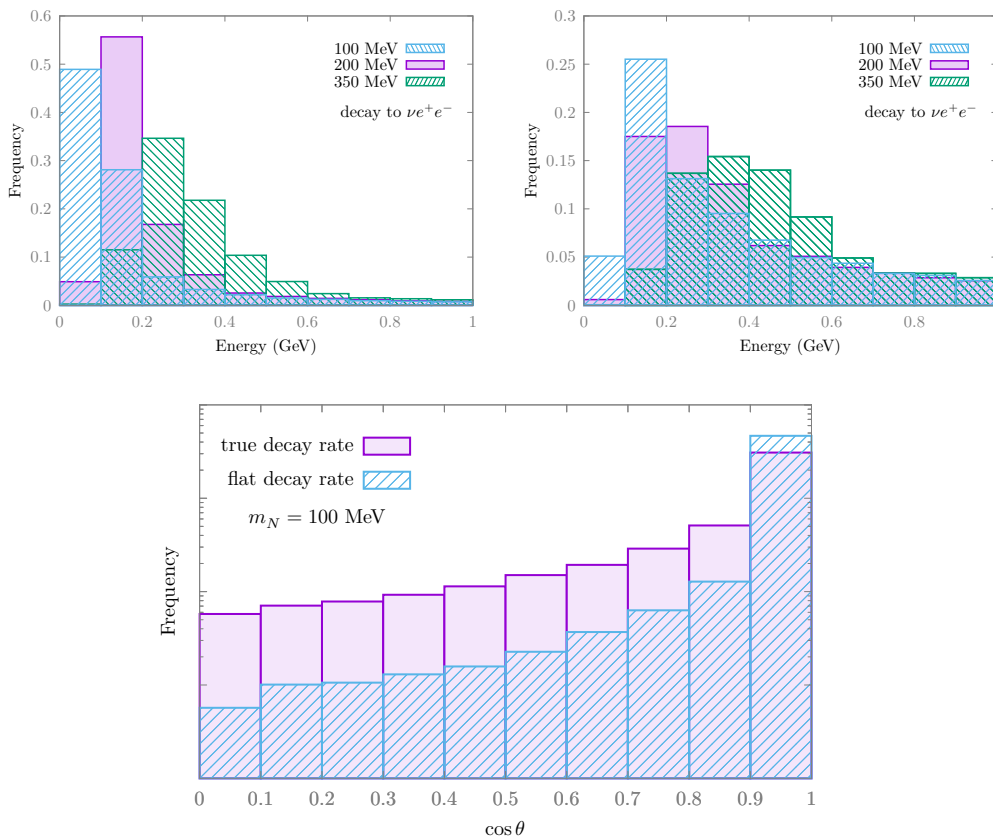 0.6
0.5
0.4
0.3
0.2
0.1
0
Frequency
100 MeV
200 MeV
350 MeV
decay to νe⁺e⁻
0 0.2 0.4 0.6 0.8 1
Energy (GeV)
0.3
0.25
0.2
0.15
0.1
0.05
0
Frequency
100 MeV
200 MeV
350 MeV
decay to νe⁺e⁻
0 0.2 0.4 0.6 0.8
Energy (GeV)
Frequency
true decay rate
flat decay rate
m_N = 100 MeV
0 0.1 0.2 0.3 0.4 0.5 0.6 0.7 0.8 0.9 1
cos θ